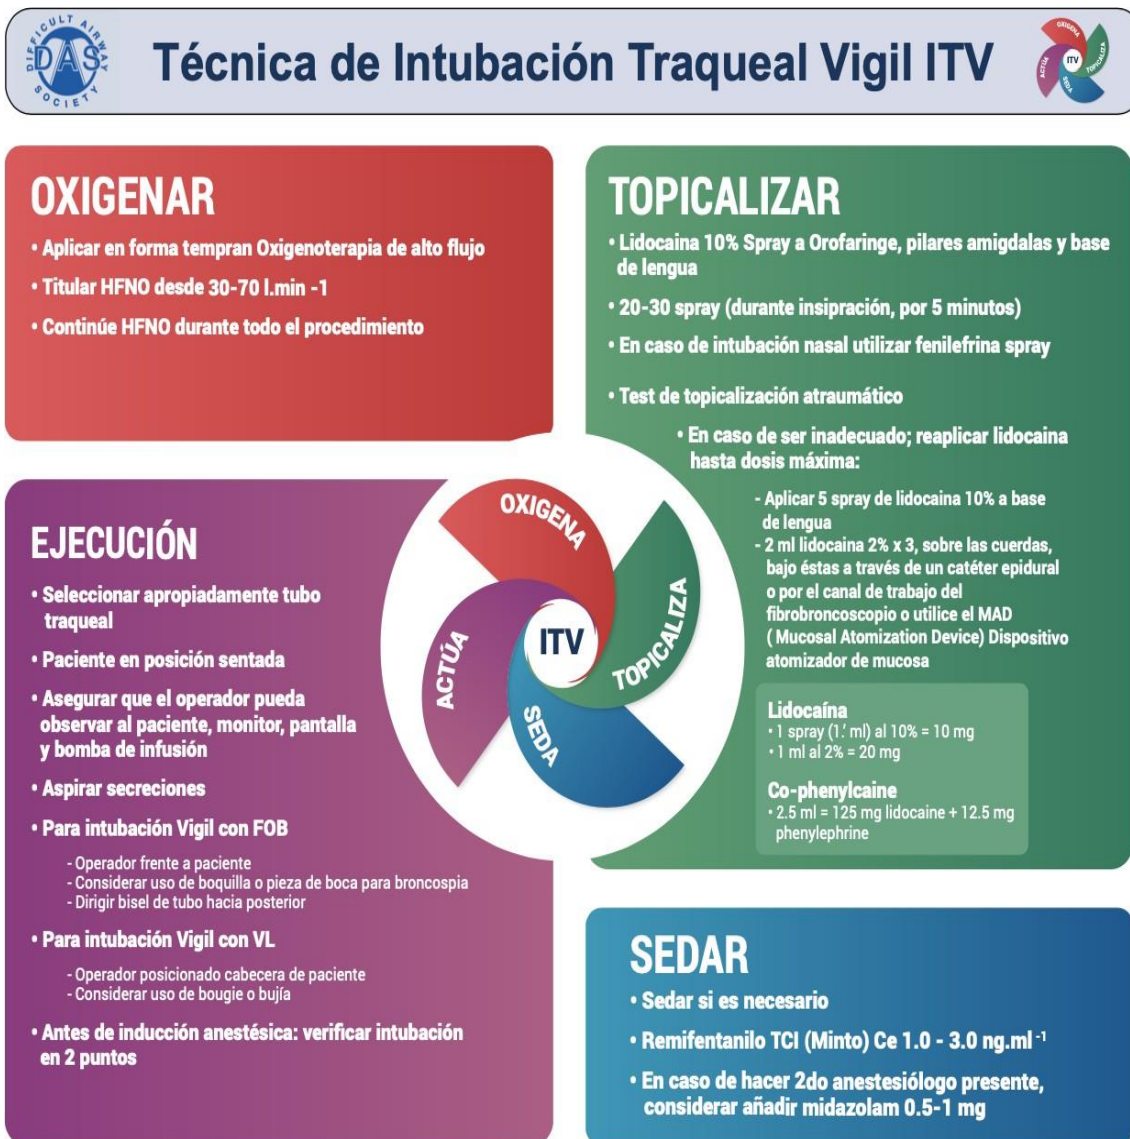 DIFFICULT AIRWAY SOCIETY
DAS
Técnica de Intubación Traqueal Vigil ITV
OXIGENA
TOPICALIZA
SEDA
ACTÚA
ITV
OXIGENAR
• Aplicar en forma tempran Oxigenoterapia de alto flujo
• Titular HFNO desde 30-70 l.min -1
• Continúe HFNO durante todo el procedimiento
TOPICALIZAR
• Lidocaina 10% Spray a Orofaringe, pilares amigdalas y base
de lengua
• 20-30 spray (durante insipración, por 5 minutos)
• En caso de intubación nasal utilizar fenilefrina spray
• Test de topicalización atraumático
• En caso de ser inadecuado; reaplicar lidocaina
hasta dosis máxima:
- Aplicar 5 spray de lidocaina 10% a base
de lengua
- 2 ml lidocaina 2% x 3, sobre las cuerdas,
bajo éstas a través de un catéter epidural
o por el canal de trabajo del
fibrobroncoscopio o utilice el MAD
( Mucosal Atomization Device) Dispositivo
atomizador de mucosa
Lidocaína
• 1 spray (1.’ ml) al 10% = 10 mg
• 1 ml al 2% = 20 mg
Co-phenylcaine
• 2.5 ml = 125 mg lidocaine + 12.5 mg
phenylephrine
OXIGENA
TOPICALIZA
SEDA
ACTÚA
ITV
EJECUCIÓN
• Seleccionar apropiadamente tubo
traqueal
• Paciente en posición sentada
• Asegurar que el operador pueda
observar al paciente, monitor, pantalla
y bomba de infusión
• Aspirar secreciones
• Para intubación Vigil con FOB
- Operador frente a paciente
- Considerar uso de boquilla o pieza de boca para broncospia
- Dirigir bisel de tubo hacia posterior
• Para intubación Vigil con VL
- Operador posicionado cabecera de paciente
- Considerar uso de bougie o bujía
• Antes de inducción anestésica: verificar intubación
en 2 puntos
SEDAR
• Sedar si es necesario
• Remifentanilo TCI (Minto) Ce 1.0 - 3.0 ng.ml -1
• En caso de hacer 2do anestesiólogo presente,
considerar añadir midazolam 0.5-1 mg